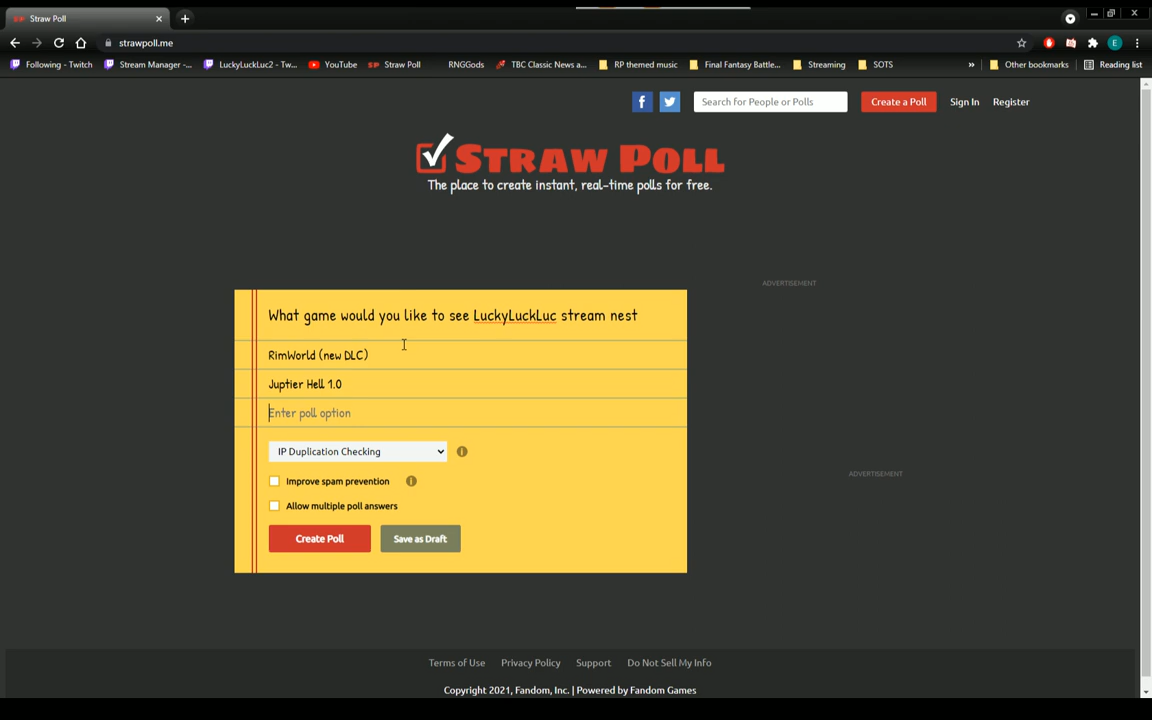 Straw Poll
strawpoll.me
E
Following - Twitch
Stream Manager -...
LuckyLuckLuc2 - Tw...
YouTube
SP Straw Poll
RNGGods
TBC Classic News a...
RP themed music
Final Fantasy Battle...
Streaming
SOTS
»
Other bookmarks
Reading list
Search for People or Polls
Create a Poll
Sign In
Register
STRAW POLL
The place to create instant, real-time polls for free.
ADVERTISEMENT
What game would you like to see LuckyLuckLuc stream nest
RimWorld (new DLC)
Juptier Hell 1.0
Enter poll option
IP Duplication Checking
Improve spam prevention
ADVERTISEMENT
Allow multiple poll answers
Create Poll
Save as Draft
Terms of Use
Privacy Policy
Support
Do Not Sell My Info
Copyright 2021, Fandom, Inc. | Powered by Fandom Games